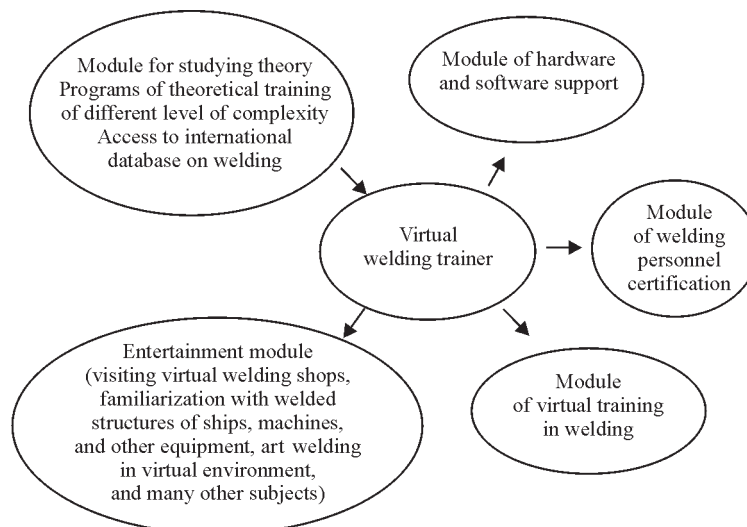 Module for studying theory
Programs of theoretical training
of different level of complexity
Access to international
database on welding
Module of hardware
and software support
Virtual
welding trainer
Module
of welding
personnel
certification
Entertainment module
(visiting virtual welding shops,
familiarization with welded
structures of ships, machines,
and other equipment, art welding
in virtual environment,
and many other subjects)
Module
of virtual training
in welding